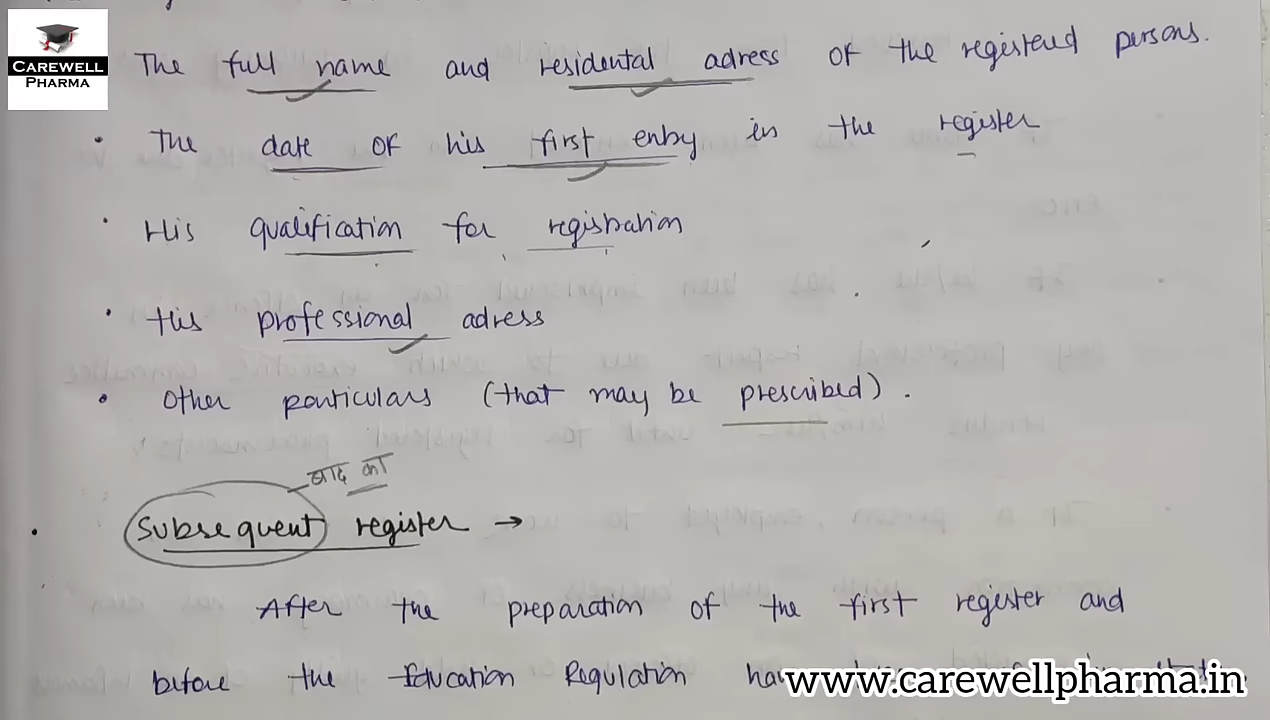 CAREWELL
PHARMA
The full name and residental adress of the registered persons.
• The date of his first entry in the register
• His qualification for registration
• His professional adress
• Other particulars (that may be prescribed).
बाद का
• Subsequent register →
After the preparation of the first register and
before the Education Regulation
www.carewellpharma.in